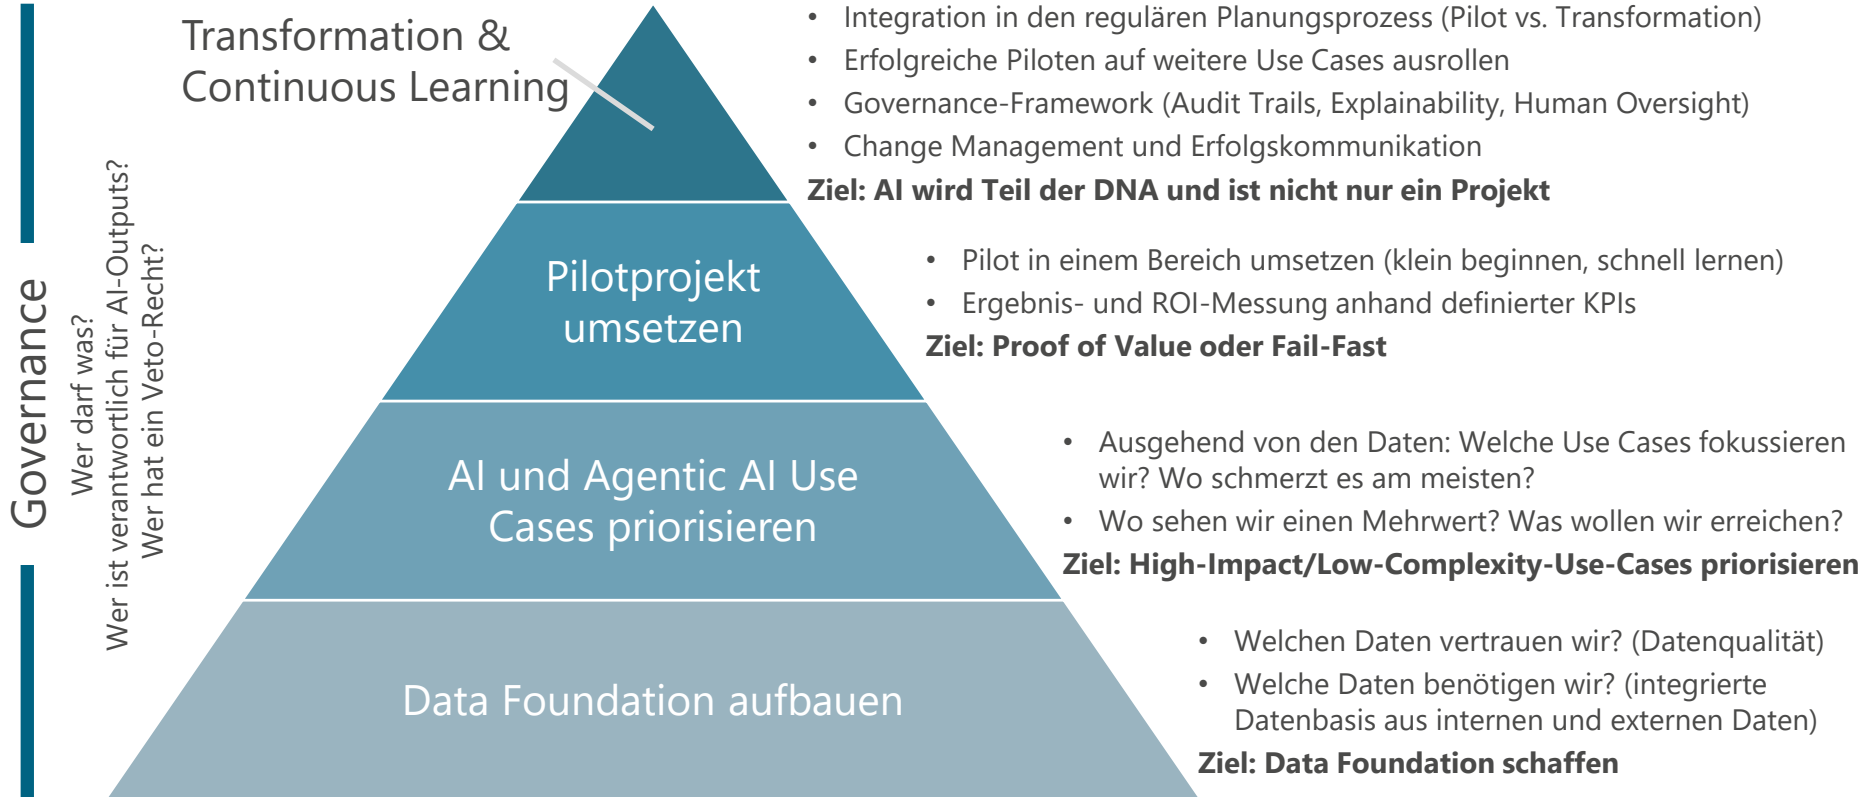 Governance
Wer darf was?
Wer ist verantwortlich für AI-Outputs?
Wer hat ein Veto-Recht?
Transformation &
Continuous Learning
• Integration in den regulären Planungsprozess (Pilot vs. Transformation)
• Erfolgreiche Piloten auf weitere Use Cases ausrollen
• Governance-Framework (Audit Trails, Explainability, Human Oversight)
• Change Management und Erfolgskommunikation
Ziel: AI wird Teil der DNA und ist nicht nur ein Projekt
Pilotprojekt
umsetzen
• Pilot in einem Bereich umsetzen (klein beginnen, schnell lernen)
• Ergebnis- und ROI-Messung anhand definierter KPIs
Ziel: Proof of Value oder Fail-Fast
AI und Agentic AI Use
Cases priorisieren
• Ausgehend von den Daten: Welche Use Cases fokussieren
wir? Wo schmerzt es am meisten?
• Wo sehen wir einen Mehrwert? Was wollen wir erreichen?
Ziel: High-Impact/Low-Complexity-Use-Cases priorisieren
Data Foundation aufbauen
• Welchen Daten vertrauen wir? (Datenqualität)
• Welche Daten benötigen wir? (integrierte
Datenbasis aus internen und externen Daten)
Ziel: Data Foundation schaffen